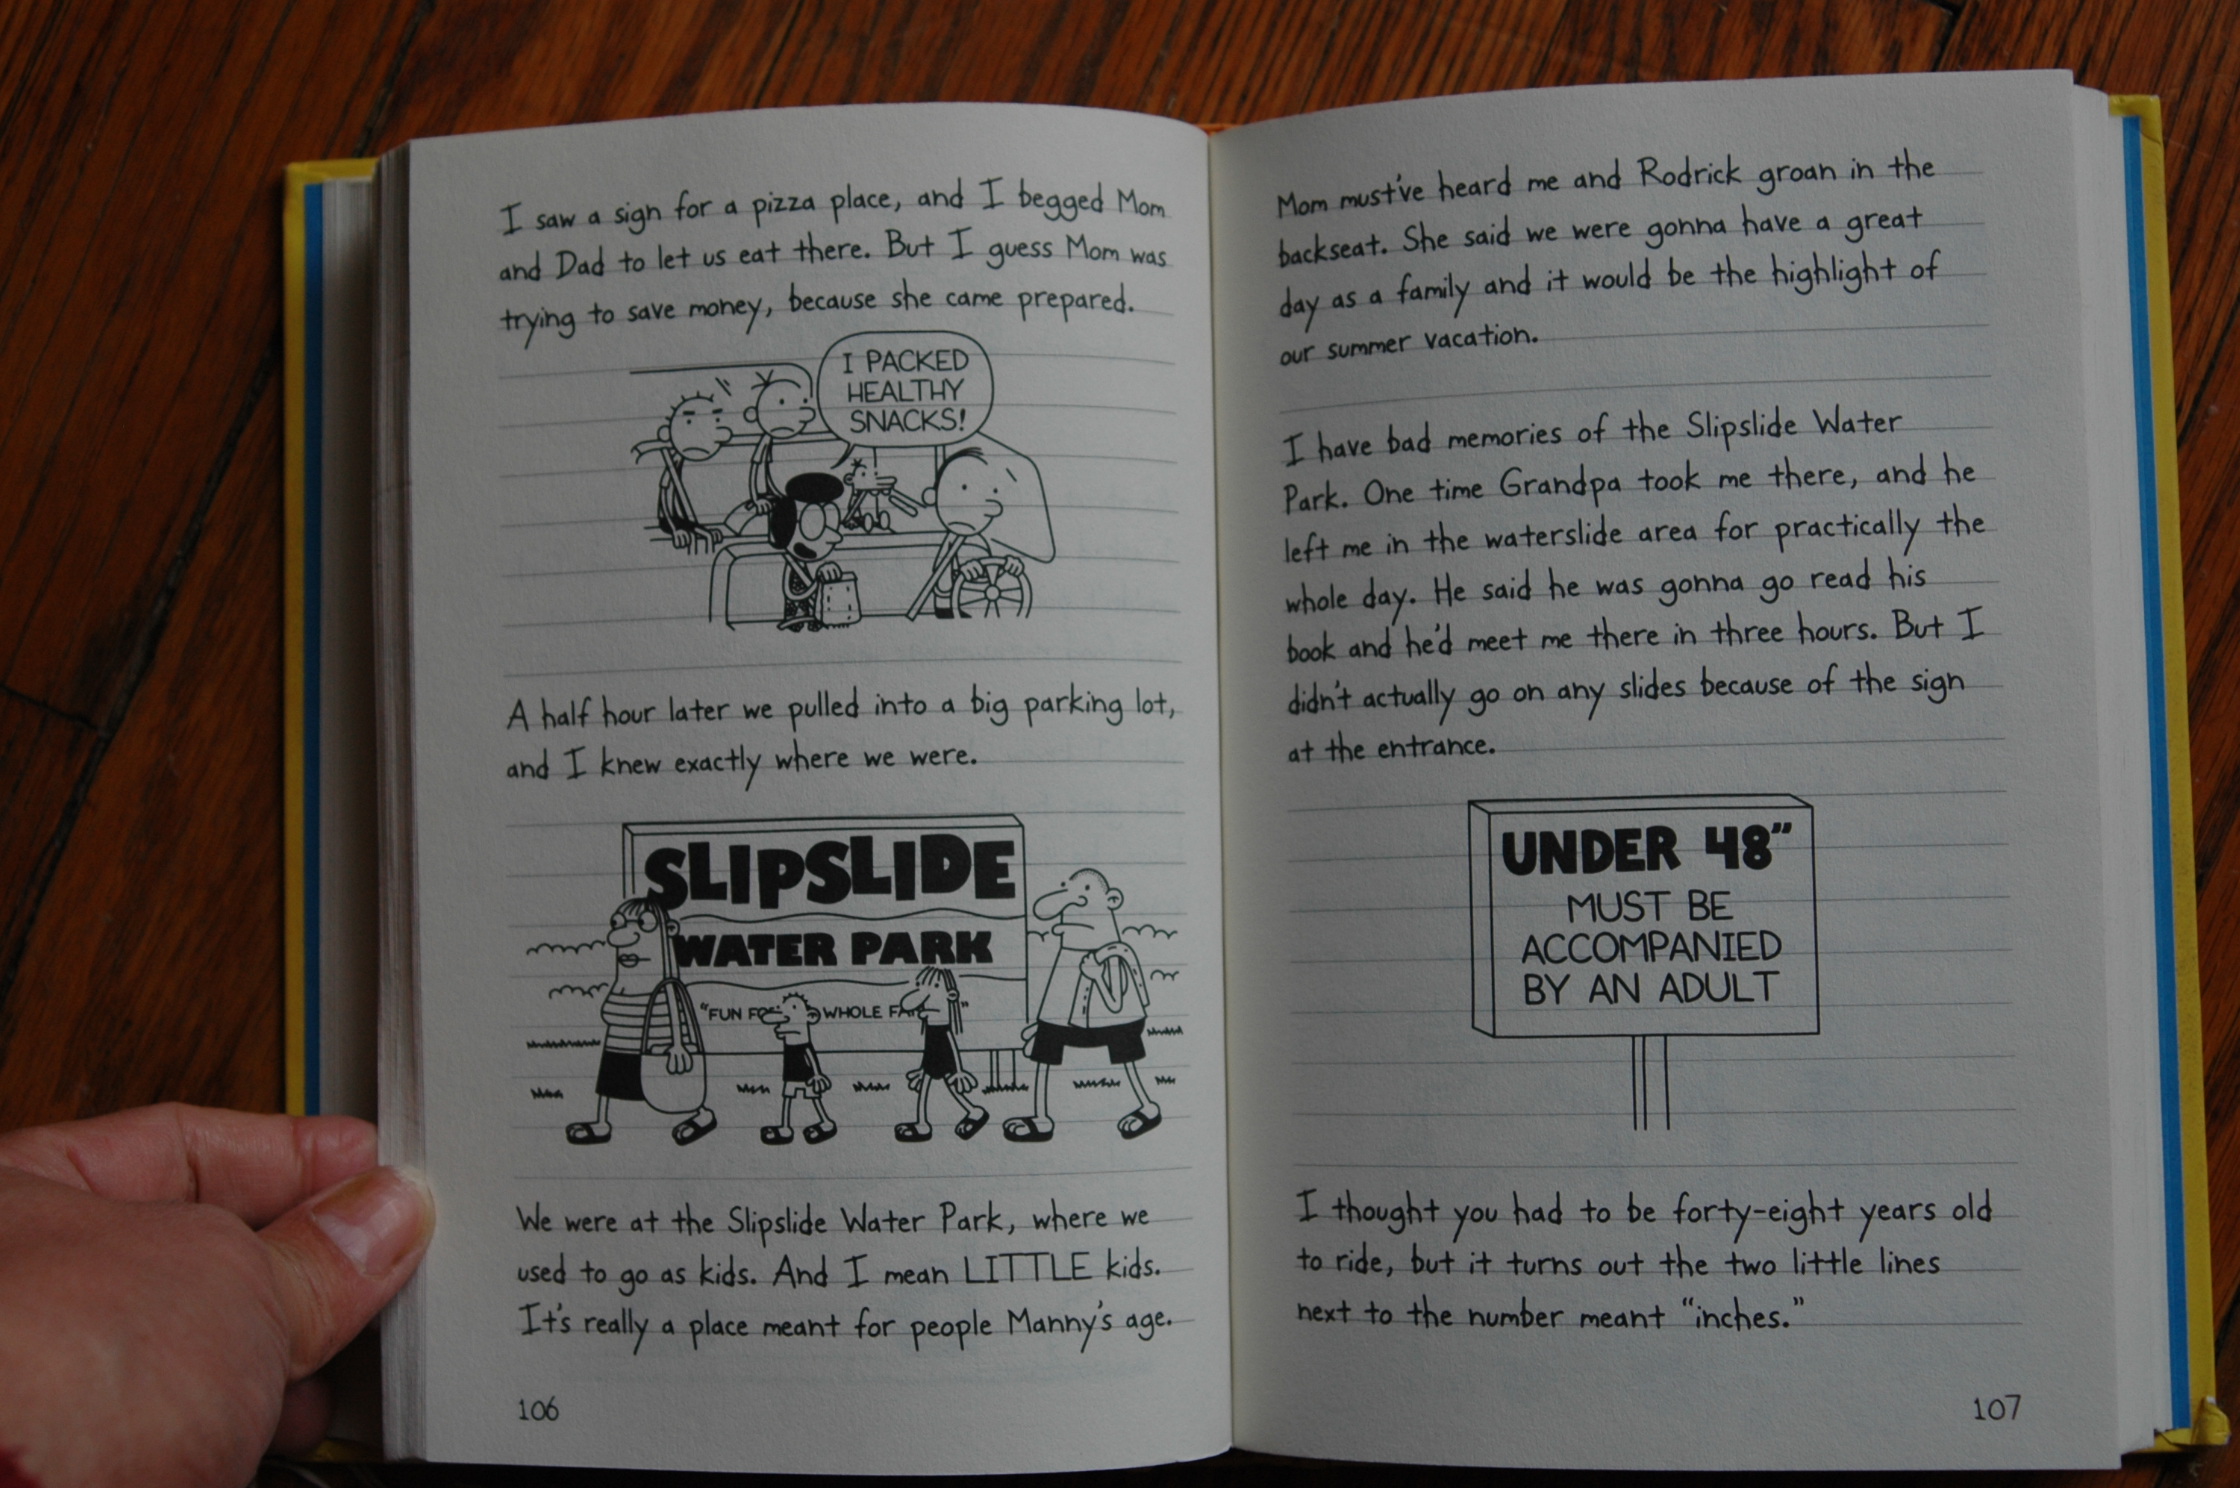 I saw a sign for a pizza place, and I begged Mom
and Dad to let us eat there. But I guess Mom was
trying to save money, because she came prepared.
I PACKED
HEALTHY
SNACKS!
A half hour later we pulled into a big parking lot,
and I knew exactly where we were.
SLIPSLIDE
WATER PARK
"FUN FOR WHOLE
We were at the Slipslide Water Park, where we
used to go as kids. And I mean LITTLE kids.
It's really a place meant for people Manny's age.
106
Mom must've heard me and Rodrick groan in the
backseat. She said we were gonna have a great
day as a family and it would be the highlight of
our summer vacation.
I have bad memories of the Slipslide Water
Park. One time Grandpa took me there, and he
left me in the waterslide area for practically the
whole day. He said he was gonna go read his
book and he'd meet me there in three hours. But I
didn't actually go on any slides because of the sign
at the entrance.
UNDER 48"
MUST BE
ACCOMPANIED
BY AN ADULT
I thought you had to be forty-eight years old
to ride, but it turns out the two little lines
next to the number meant "inches."
107